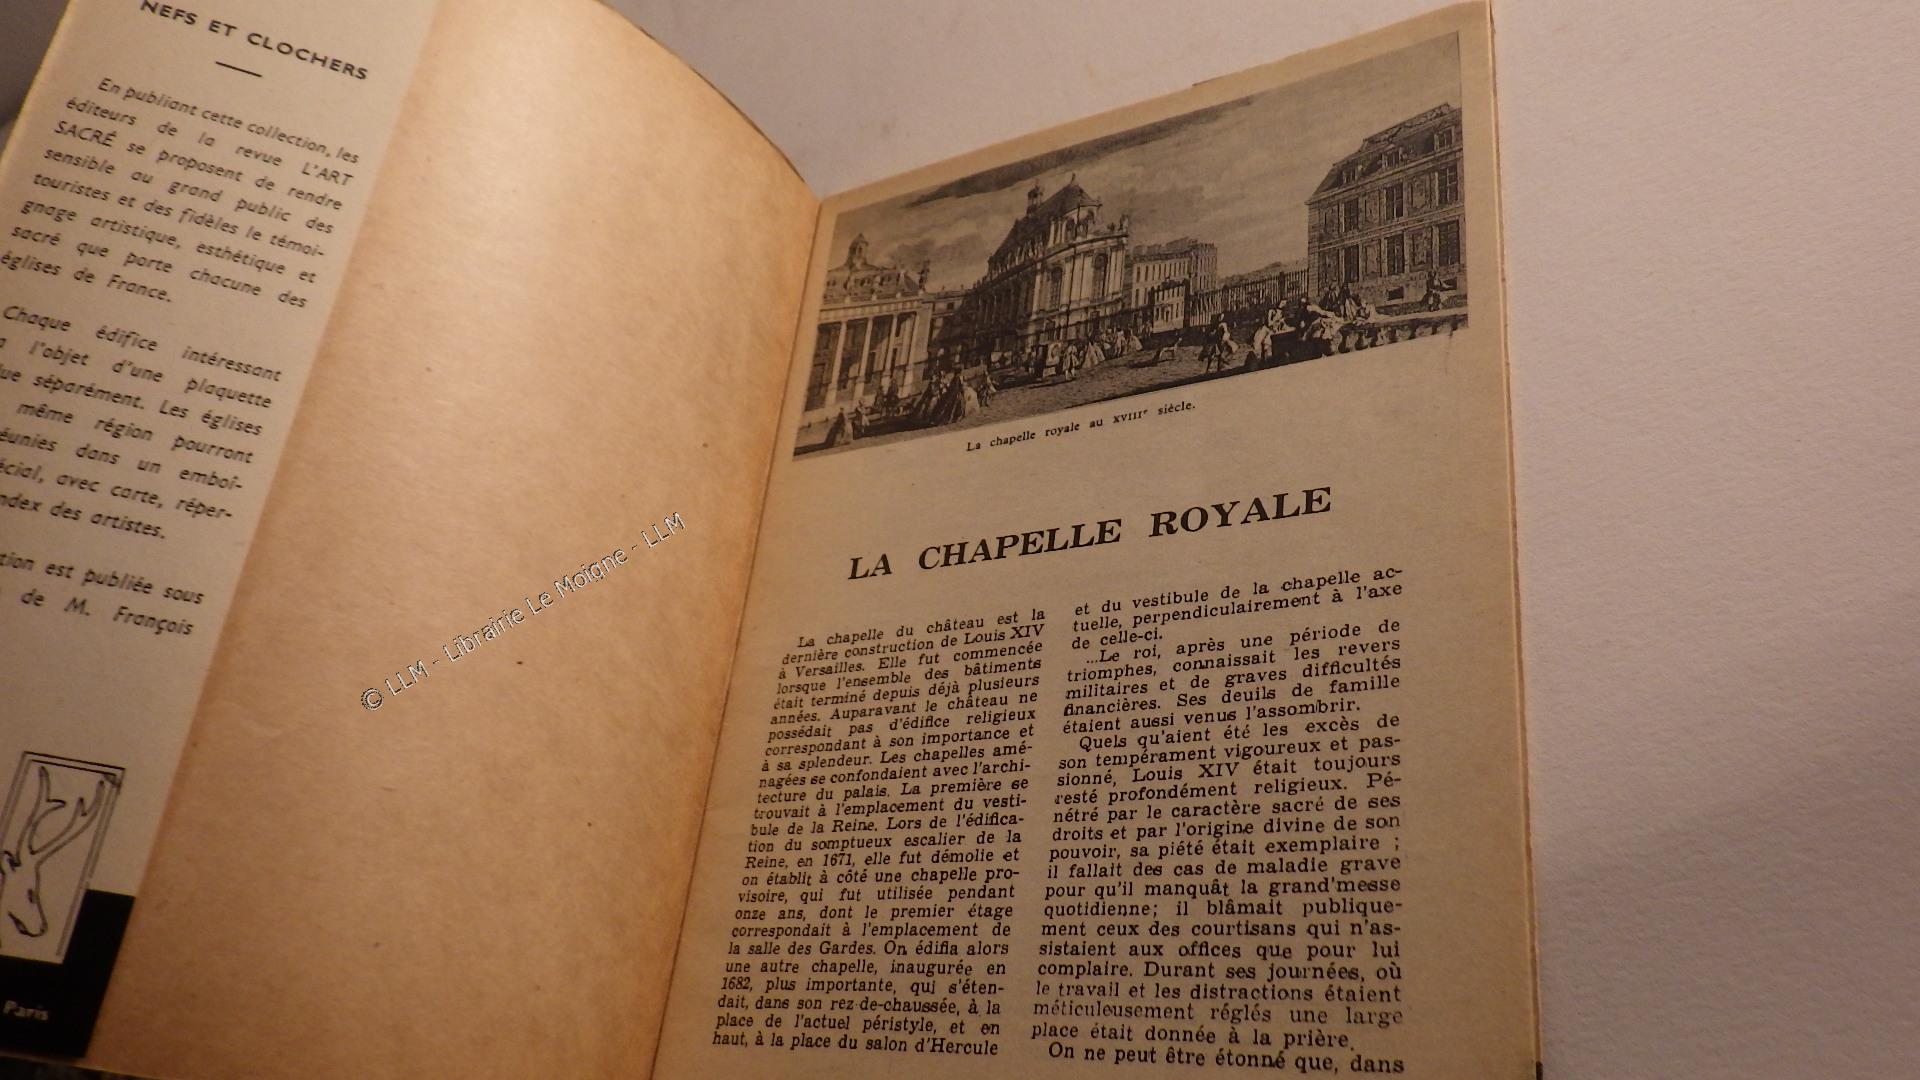 NEFS ET CLOCHERS
En publiant cette collection, les
éditeurs de la revue L'ART
SACRÉ se proposent de rendre
sensible au grand public des
touristes et des fidèles le témoi-
gnage artistique, esthétique et
sacré que porte chacune des
églises de France.
Chaque édifice intéressant
l'objet d'une plaquette
séparément. Les églises
même région pourront
dans un emboî-
avec carte, réper-
des artistes.
est publiée sous
de M. François
Paris
© LLM - Librairie Le Moigne - LLM
La chapelle royale au XVIIIe siècle.
LA CHAPELLE ROYALE
La chapelle du château est la
dernière construction de Louis XIV
à Versailles. Elle fut commencée
lorsque l'ensemble des bâtiments
était terminé depuis déjà plusieurs
années. Auparavant le château ne
possédait pas d'édifice religieux
correspondant à son importance et
à sa splendeur. Les chapelles amé-
nagées se confondaient avec l'archi-
tecture du palais. La première se
trouvait à l'emplacement du vesti-
bule de la Reine. Lors de l'édifica-
tion du somptueux escalier de la
Reine, en 1671, elle fut démolie et
on établit à côté une chapelle pro-
visoire, qui fut utilisée pendant
onze ans, dont le premier étage
correspondait à l'emplacement de
la salle des Gardes. On édifia alors
une autre chapelle, inaugurée en
1682, plus importante, qui s'éten-
dait, dans son rez-de-chaussée, à la
place de l'actuel péristyle, et en
haut, à la place du salon d'Hercule
et du vestibule de la chapelle ac-
tuelle, perpendiculairement à l'axe
de celle-ci.
...Le roi, après une période de
triomphes, connaissait les revers
militaires et de graves difficultés
financières. Ses deuils de famille
étaient aussi venus l'assombrir.
Quels qu'aient été les excès de
son tempérament vigoureux et pas-
sionné, Louis XIV était toujours
resté profondément religieux. Pé-
nétré par le caractère sacré de ses
droits et par l'origine divine de son
pouvoir, sa piété était exemplaire ;
il fallait des cas de maladie grave
pour qu'il manquât la grand'messe
quotidienne; il blâmait publique-
ment ceux des courtisans qui n'as-
sistaient aux offices que pour lui
complaire. Durant ses journées, où
le travail et les distractions étaient
méticuleusement réglés une large
place était donnée à la prière.
On ne peut être étonné que, dans